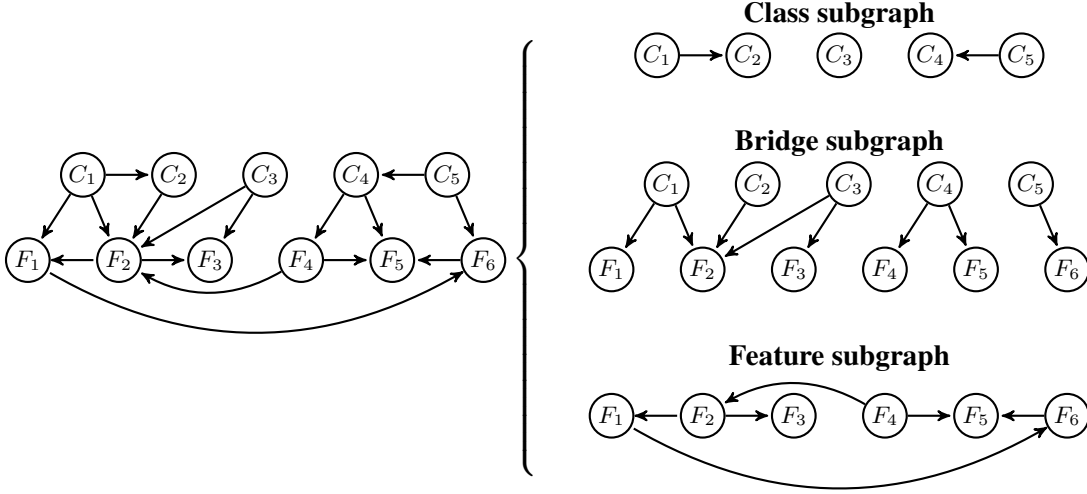 C1 C2 C3 C4 C5
F1 F2 F3 F4 F5 F6
Class subgraph
C1 C2 C3 C4 C5
Bridge subgraph
C1 C2 C3 C4 C5
F1 F2 F3 F4 F5 F6
Feature subgraph
F1 F2 F3 F4 F5 F6